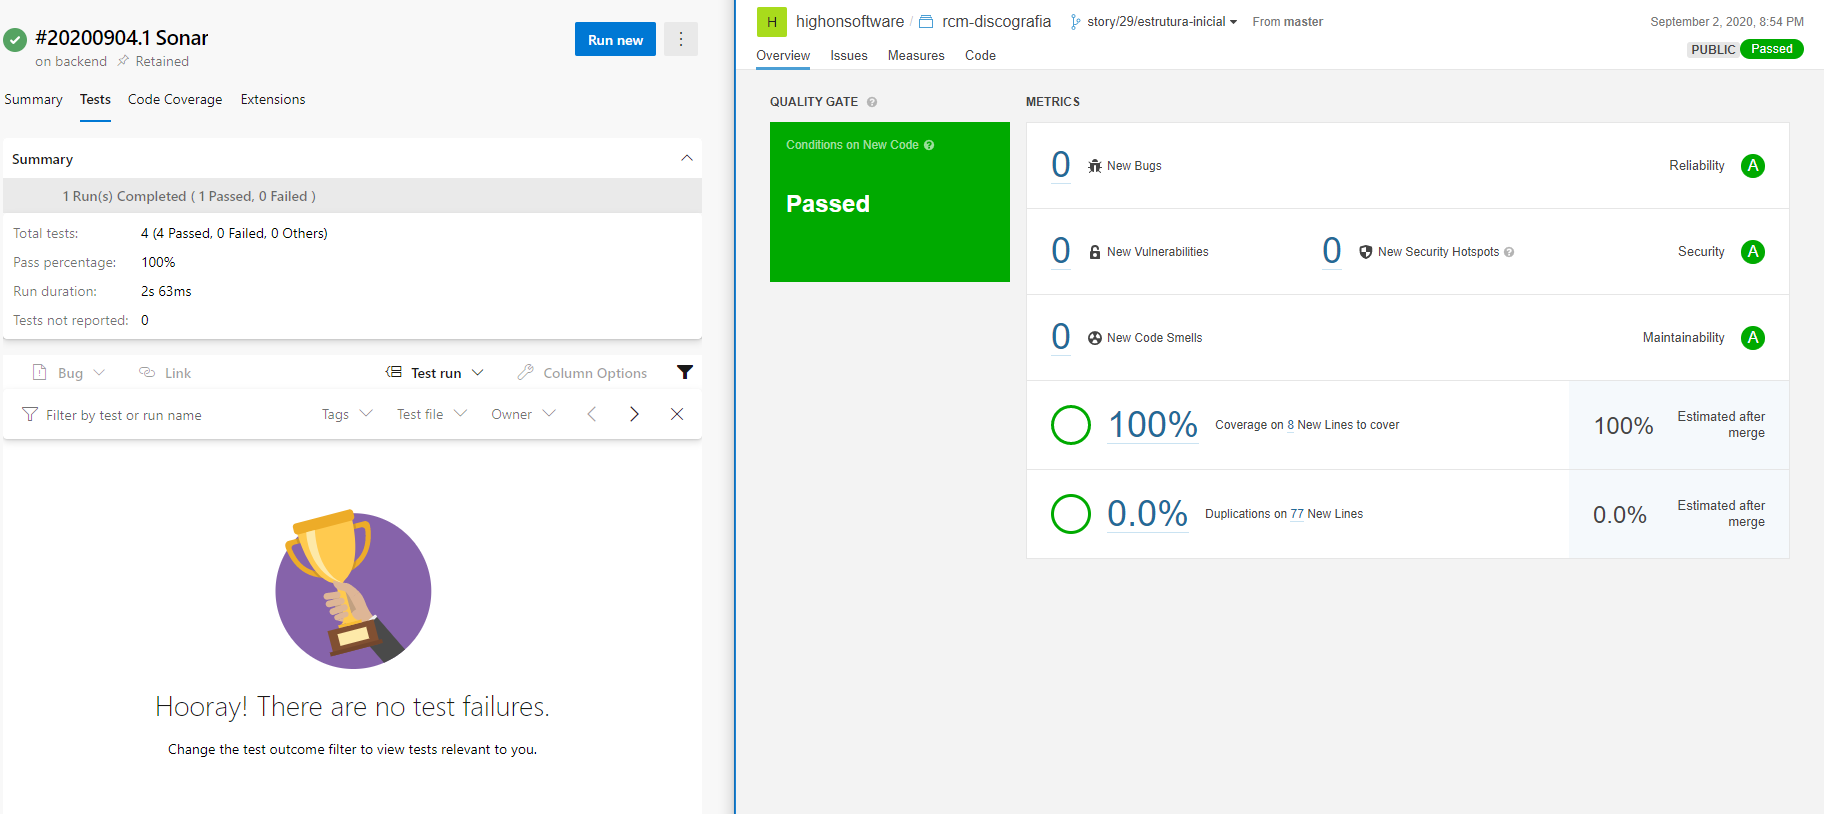 #20200904.1 Sonar
on backend Retained
Run new
Summary Tests Code Coverage Extensions
Summary
1 Run(s) Completed ( 1 Passed, 0 Failed )
Total tests: 4 (4 Passed, 0 Failed, 0 Others)
Pass percentage: 100%
Run duration: 2s 63ms
Tests not reported: 0
Bug Link Test run Column Options
Filter by test or run name Tags Test file Owner
Hooray! There are no test failures.
Change the test outcome filter to view tests relevant to you.
H highonsoftware / rcm-discografia story/29/estrutura-inicial From master
September 2, 2020, 8:54 PM
PUBLIC Passed
Overview Issues Measures Code
QUALITY GATE ?
Conditions on New Code ?
Passed
METRICS
0 New Bugs Reliability A
0 New Vulnerabilities 0 New Security Hotspots ? Security A
0 New Code Smells Maintainability A
100% Coverage on 8 New Lines to cover 100% Estimated after
merge
0.0% Duplications on 77 New Lines 0.0% Estimated after
merge